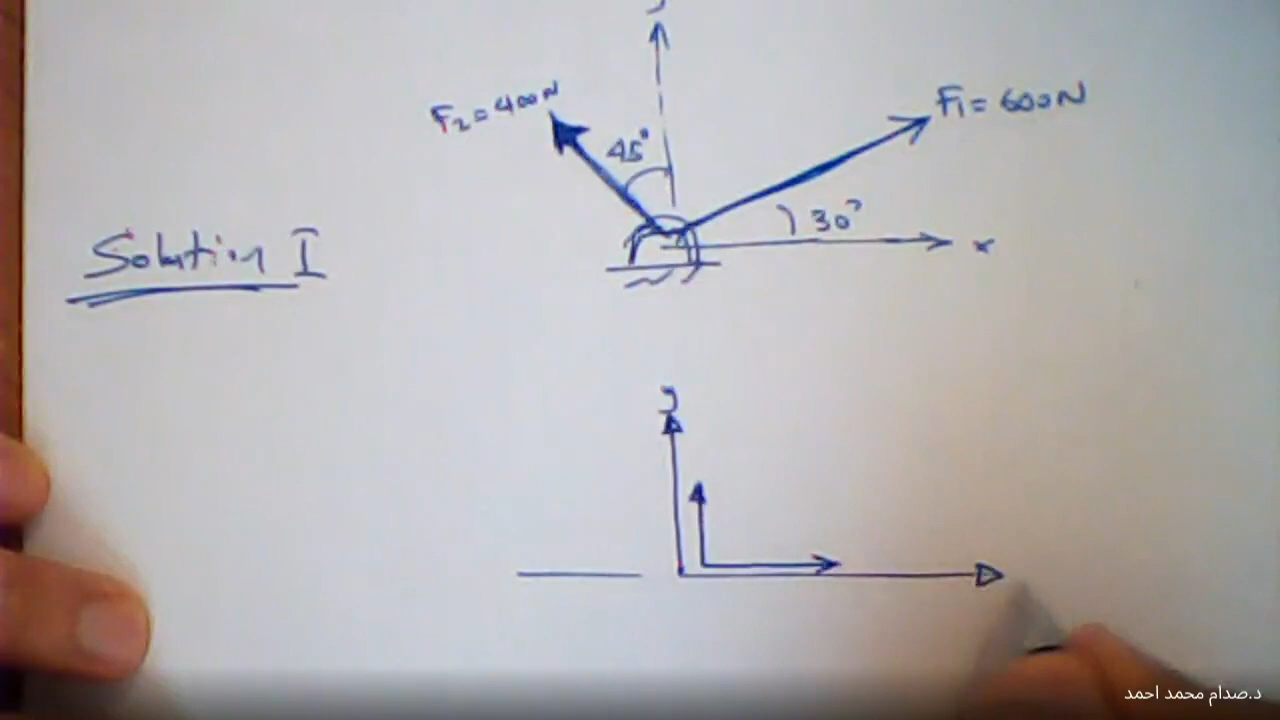 y
F₂ = 400 N
F₁ = 600 N
45°
30°
x
Solution I
y
د.صدام محمد احمد